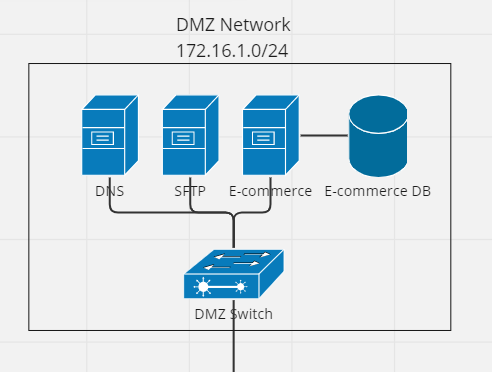 DMZ Network
172.16.1.0/24
DNS
SFTP
E-commerce
E-commerce DB
DMZ Switch